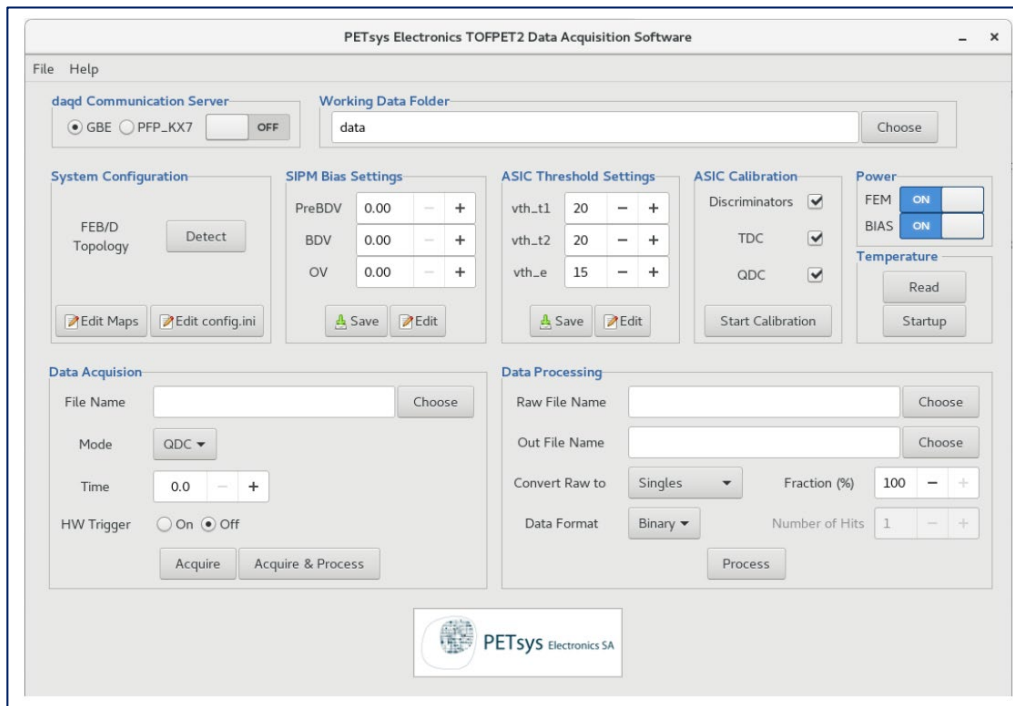 PETsys Electronics TOFPET2 Data Acquisition Software
File Help
daqd Communication Server
GBE PFP_KX7 OFF
Working Data Folder
data Choose
System Configuration
FEB/D
Topology
Detect
Edit Maps Edit config.ini
SIPM Bias Settings
PreBDV 0.00 − +
BDV 0.00 − +
OV 0.00 − +
Save Edit
ASIC Threshold Settings
vth_t1 20 − +
vth_t2 20 − +
vth_e 15 − +
Save Edit
ASIC Calibration
Discriminators
TDC
QDC
Start Calibration
Power
FEM ON
BIAS ON
Temperature
Read
Startup
Data Acquision
File Name Choose
Mode QDC
Time 0.0 − +
HW Trigger On Off
Acquire Acquire & Process
Data Processing
Raw File Name Choose
Out File Name Choose
Convert Raw to Singles Fraction (%) 100 − +
Data Format Binary Number of Hits 1 − +
Process
PETsys Electronics SA